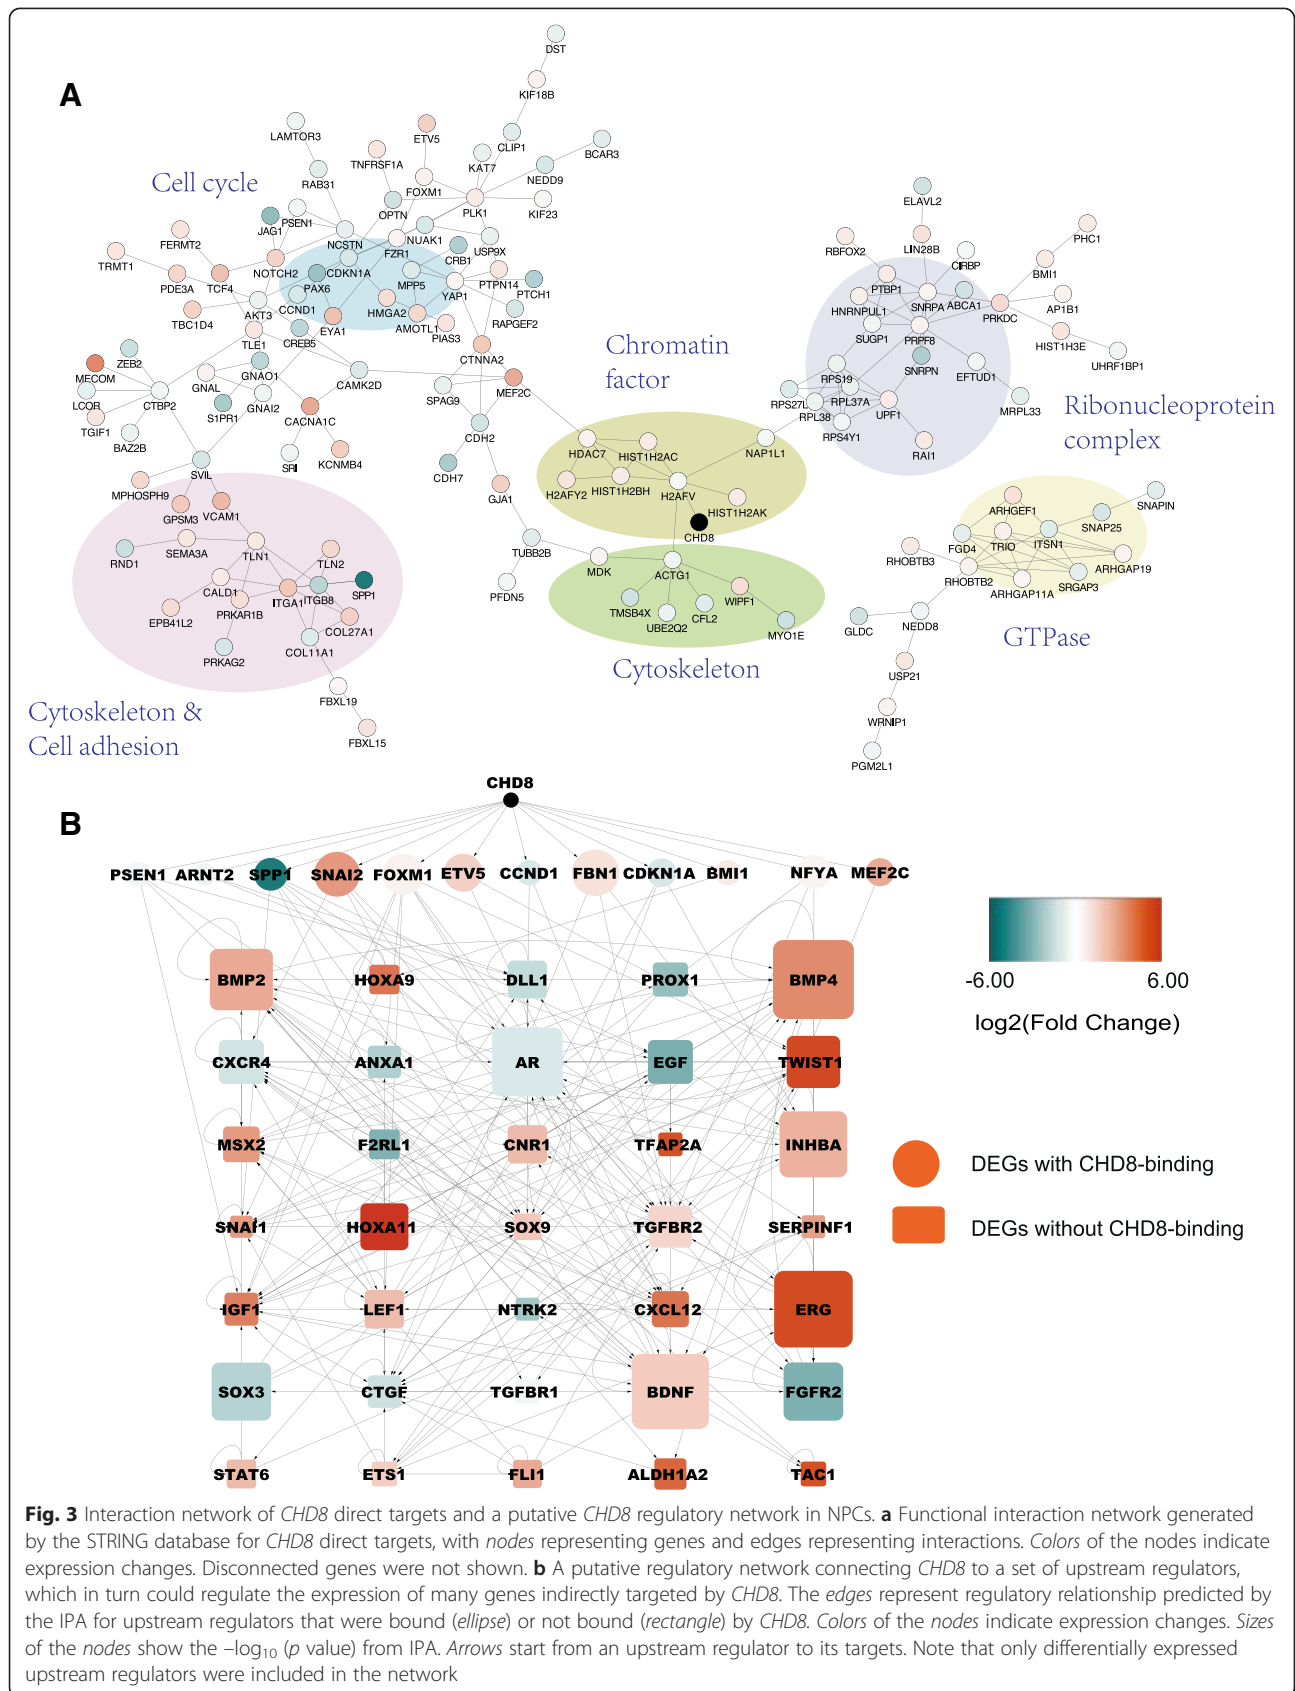 A
DST
KIF18B
LAMTOR3
ETV5
CLIP1
BCAR3
TNFRSF1A
KAT7
NEDD9
RAB31
FOXM1
Cell cycle
PLK1
KIF23
OPTN
JAG1
PSEN1
NCSTN
NUAK1
FZR1
USP9X
CRB1
FERMT2
TRMT1
PDE3A
TCF4
NOTCH2
CDKN1A
PAX6
MPP5
YAP1
PTPN14
PTCH1
TBC1D4
AKT3
CCND1
HMGA2
AMOTL1
PIAS3
RAPGEF2
EYA1
TLE1
CREB5
CTNNA2
ZEB2
MECOM
GNAL
GNAO1
CAMK2D
MEF2C
SPAG9
LCOR
CTBP2
S1PR1
GNAI2
CACNA1C
TGIF1
BAZ2B
CDH2
SRI
KCNMB4
CDH7
SVIL
MPHOSPH9
GJA1
GPSM3
VCAM1
RND1
SEMA3A
TLN1
TLN2
TUBB2B
CALD1
ITGA1
ITGB8
SPP1
PFDN5
EPB41L2
PRKAR1B
COL27A1
PRKAG2
COL11A1
FBXL19
FBXL15
Cytoskeleton &
Cell adhesion
Chromatin
factor
HDAC7
HIST1H2AC
NAP1L1
H2AFY2
HIST1H2BH
H2AFV
HIST1H2AK
CHD8
MDK
ACTG1
WIPF1
TMSB4X
UBE2Q2
CFL2
MYO1E
Cytoskeleton
ELAVL2
RBFOX2
LIN28B
CIRBP
PHC1
BMI1
PTBP1
HNRNPUL1
SNRPA
ABCA1
PRKDC
AP1B1
SUGP1
PRPF8
HIST1H3E
UHRF1BP1
SNRPN
EFTUD1
RPS19
RPS27L
RPL38
RPL37A
UPF1
MRPL33
RPS4Y1
RAI1
Ribonucleoprotein
complex
SNAPIN
ARHGEF1
SNAP25
FGD4
TRIO
ITSN1
RHOBTB3
RHOBTB2
ARHGAP11A
SRGAP3
ARHGAP19
GTPase
GLDC
NEDD8
USP21
WRNIP1
PGM2L1
B
CHD8
PSEN1 ARNT2 SPP1 SNAI2 FOXM1 ETV5 CCND1 FBN1 CDKN1A BMI1 NFYA MEF2C
BMP2 HOXA9 DLL1 PROX1 BMP4
CXCR4 ANXA1 AR EGF TWIST1
MSX2 F2RL1 CNR1 TFAP2A INHBA
SNAI1 HOXA11 SOX9 TGFBR2 SERPINF1
IGF1 LEF1 NTRK2 CXCL12 ERG
SOX3 CTGF TGFBR1 BDNF FGFR2
STAT6 ETS1 FLI1 ALDH1A2 TAC1
-6.00 6.00
log2(Fold Change)
DEGs with CHD8-binding
DEGs without CHD8-binding
Fig. 3 Interaction network of CHD8 direct targets and a putative CHD8 regulatory network in NPCs. a Functional interaction network generated
by the STRING database for CHD8 direct targets, with nodes representing genes and edges representing interactions. Colors of the nodes indicate
expression changes. Disconnected genes were not shown. b A putative regulatory network connecting CHD8 to a set of upstream regulators,
which in turn could regulate the expression of many genes indirectly targeted by CHD8. The edges represent regulatory relationship predicted by
the IPA for upstream regulators that were bound (ellipse) or not bound (rectangle) by CHD8. Colors of the nodes indicate expression changes. Sizes
of the nodes show the –log10 (p value) from IPA. Arrows start from an upstream regulator to its targets. Note that only differentially expressed
upstream regulators were included in the network